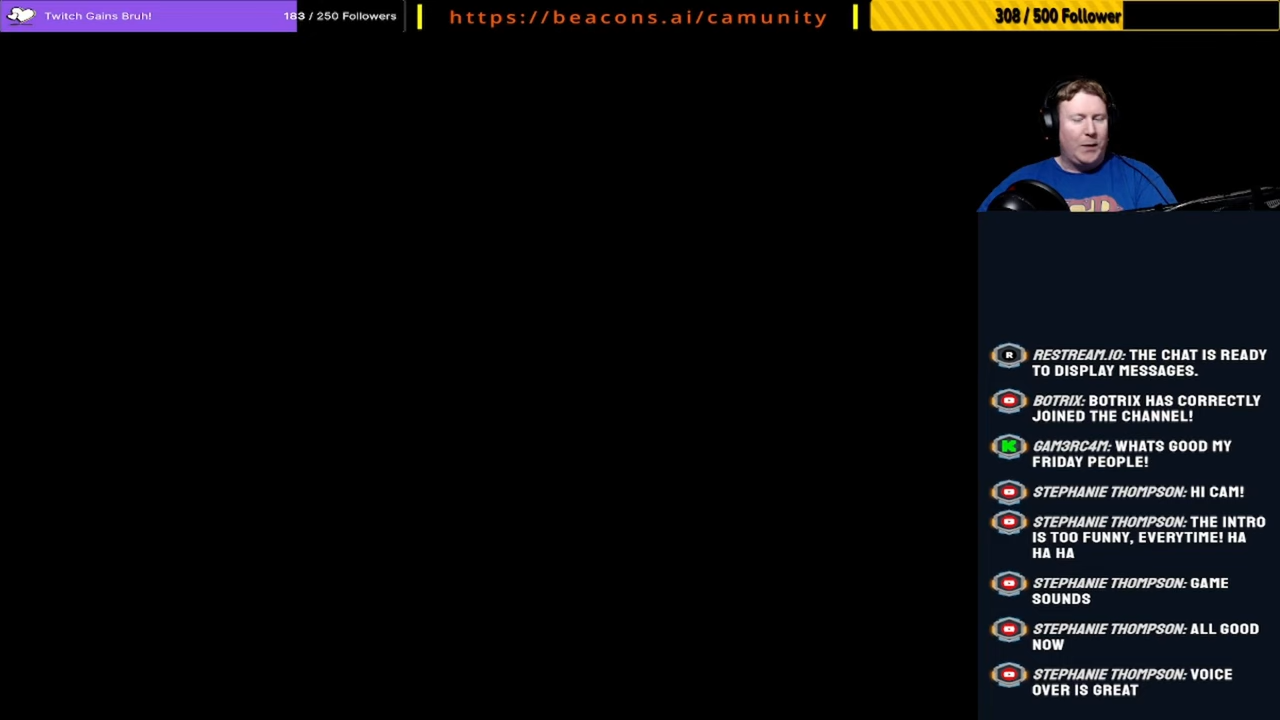 Twitch Gains Bruh! 183 / 250 Followers https://beacons.ai/camunity 308 / 500 Follower
RESTREAM.IO: THE CHAT IS READY
TO DISPLAY MESSAGES.
BOTRIX: BOTRIX HAS CORRECTLY
JOINED THE CHANNEL!
GAM3RC4M: WHATS GOOD MY
FRIDAY PEOPLE!
STEPHANIE THOMPSON: HI CAM!
STEPHANIE THOMPSON: THE INTRO
IS TOO FUNNY, EVERYTIME! HA
HA HA
STEPHANIE THOMPSON: GAME
SOUNDS
STEPHANIE THOMPSON: ALL GOOD
NOW
STEPHANIE THOMPSON: VOICE
OVER IS GREAT